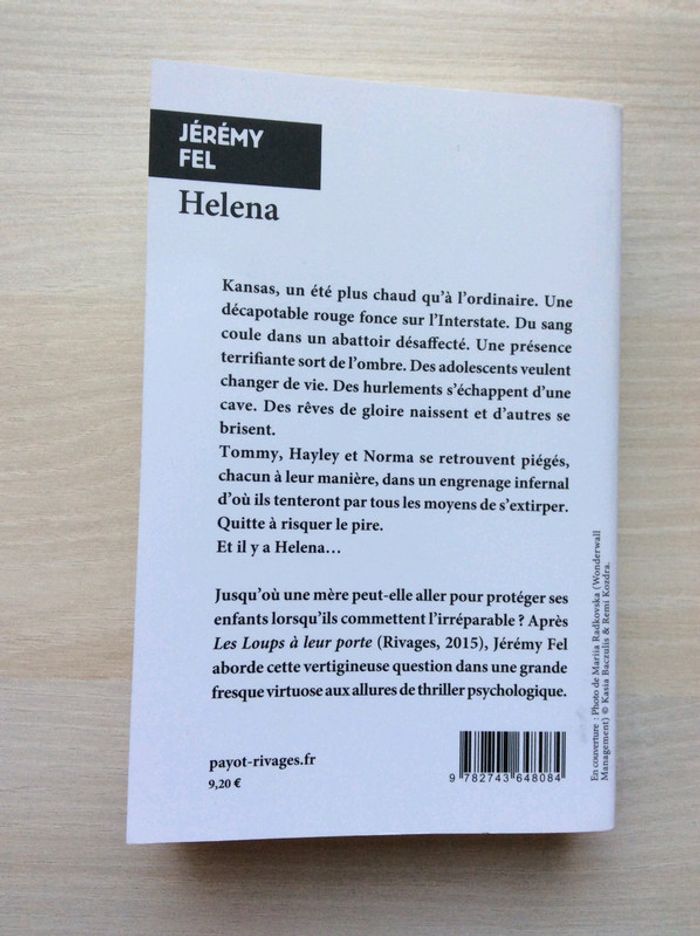 JÉRÉMY
FEL
Helena
Kansas, un été plus chaud qu'à l'ordinaire. Une
décapotable rouge fonce sur l'Interstate. Du sang
coule dans un abattoir désaffecté. Une présence
terrifiante sort de l'ombre. Des adolescents veulent
changer de vie. Des hurlements s'échappent d'une
cave. Des rêves de gloire naissent et d'autres se
brisent.
Tommy, Hayley et Norma se retrouvent piégés,
chacun à leur manière, dans un engrenage infernal
d'où ils tenteront par tous les moyens de s'extirper.
Quitte à risquer le pire.
Et il y a Helena…
Jusqu'où une mère peut-elle aller pour protéger ses
enfants lorsqu'ils commettent l'irréparable ? Après
Les Loups à leur porte (Rivages, 2015), Jérémy Fel
aborde cette vertigineuse question dans une grande
fresque virtuose aux allures de thriller psychologique.
payot-rivages.fr
9,20 €
9 782743 648084
En couverture : Photo de Mariia Radkovska (Wonderwall
Management) © Kasia Baczulis & Remi Kozdra.